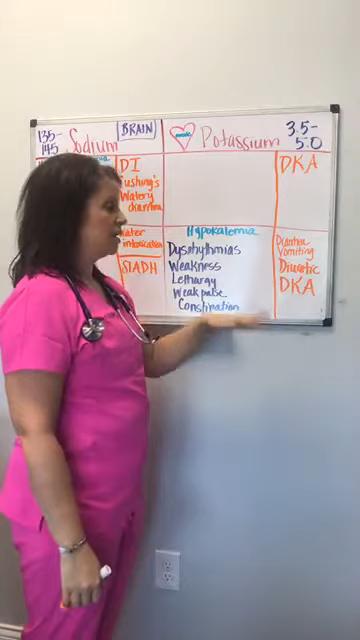 135-
145
Sodium
BRAIN
Potassium
3.5-
5.0
DI
Cushing's
Watery
diarrhea
DKA
Water
intoxication
SIADH
Hypokalemia
Dysrhythmias
Weakness
Lethargy
Weak pulse
Constipation
Diarrhea
Vomiting
Diuretic
DKA